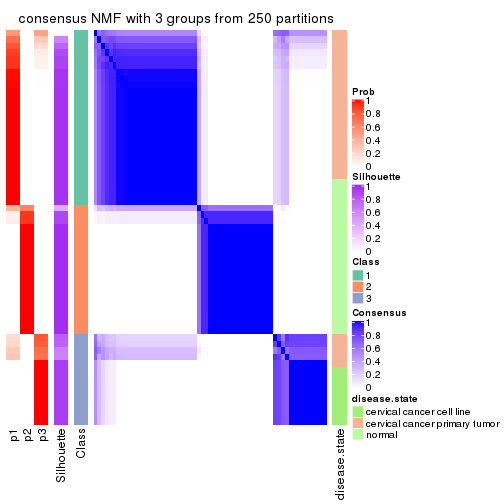 consensus NMF with 3 groups from 250 partitions
Prob
1
0.8
0.6
0.4
0.2
0
Silhouette
1
0.8
0.6
0.4
0.2
0
Class
1
2
3
Consensus
1
0.8
0.6
0.4
0.2
0
disease.state
cervical cancer cell line
cervical cancer primary tumor
normal
p1
p2
p3
Silhouette
Class
disease.state